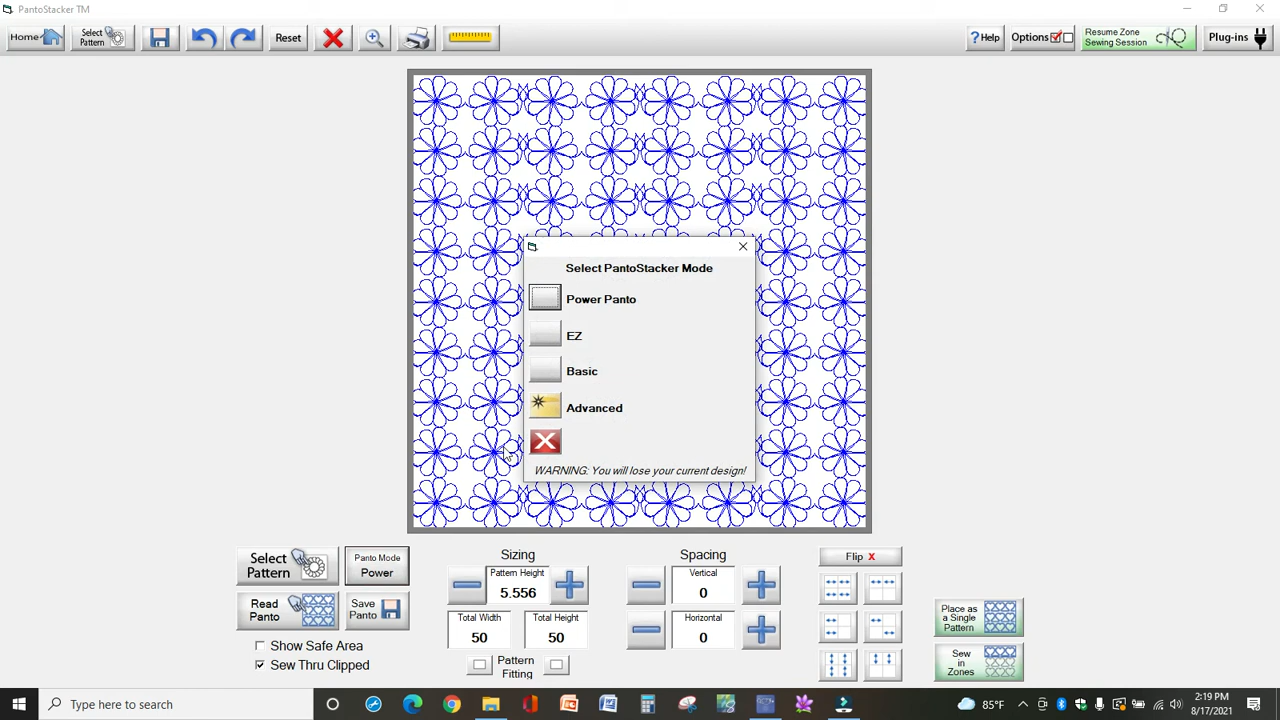 PantoStacker TM
Home
Select
Pattern
Reset
Help
Options
Resume Zone
Sewing Session
Plug-ins
Select PantoStacker Mode
Power Panto
EZ
Basic
Advanced
WARNING: You will lose your current design!
Select
Pattern
Panto Mode
Power
Read
Panto
Save
Panto
Show Safe Area
Sew Thru Clipped
Sizing
Pattern Height
5.556
Total Width
50
Total Height
50
Pattern
Fitting
Spacing
Vertical
0
Horizontal
0
Flip X
Place as
a Single
Pattern
Sew
in
Zones
Type here to search
85°F
2:19 PM
8/17/2021